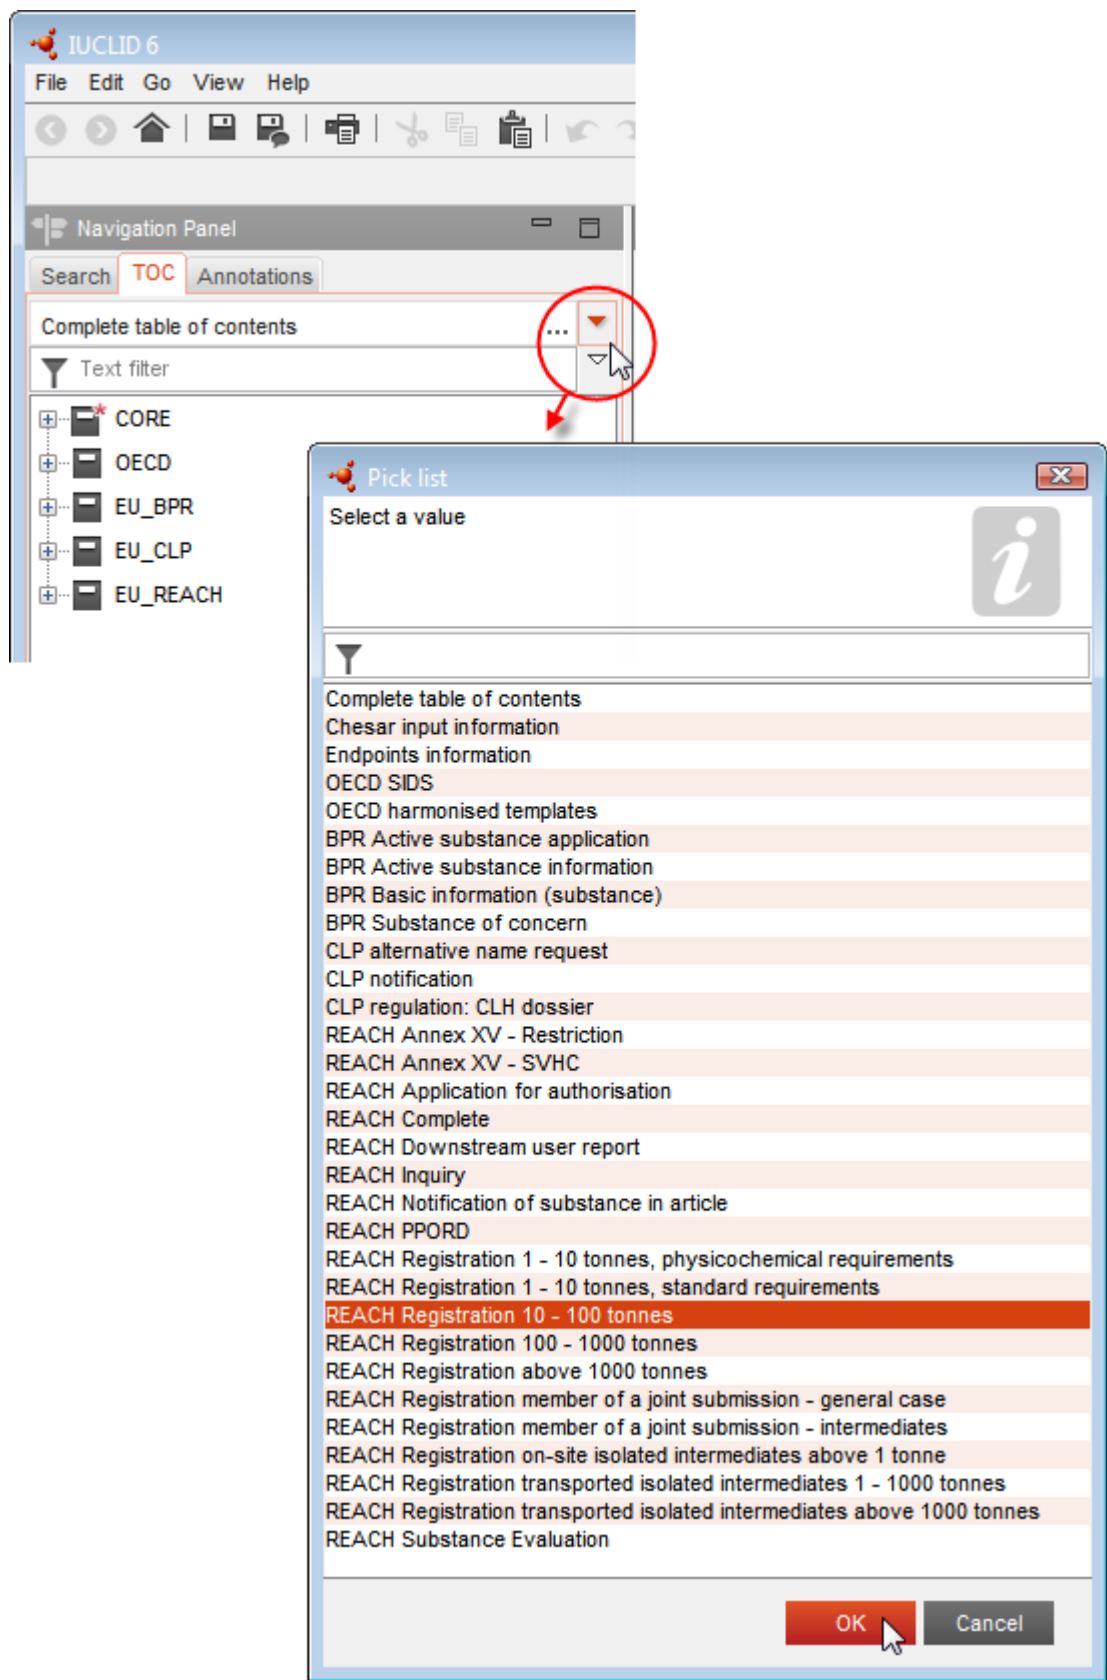 IUCLID 6
File Edit Go View Help
Navigation Panel
Search TOC Annotations
Complete table of contents ...
Text filter
CORE
OECD
EU_BPR
EU_CLP
EU_REACH
Pick list
Select a value
Complete table of contents
Chesar input information
Endpoints information
OECD SIDS
OECD harmonised templates
BPR Active substance application
BPR Active substance information
BPR Basic information (substance)
BPR Substance of concern
CLP alternative name request
CLP notification
CLP regulation: CLH dossier
REACH Annex XV - Restriction
REACH Annex XV - SVHC
REACH Application for authorisation
REACH Complete
REACH Downstream user report
REACH Inquiry
REACH Notification of substance in article
REACH PPORD
REACH Registration 1 - 10 tonnes, physicochemical requirements
REACH Registration 1 - 10 tonnes, standard requirements
REACH Registration 10 - 100 tonnes
REACH Registration 100 - 1000 tonnes
REACH Registration above 1000 tonnes
REACH Registration member of a joint submission - general case
REACH Registration member of a joint submission - intermediates
REACH Registration on-site isolated intermediates above 1 tonne
REACH Registration transported isolated intermediates 1 - 1000 tonnes
REACH Registration transported isolated intermediates above 1000 tonnes
REACH Substance Evaluation
OK Cancel